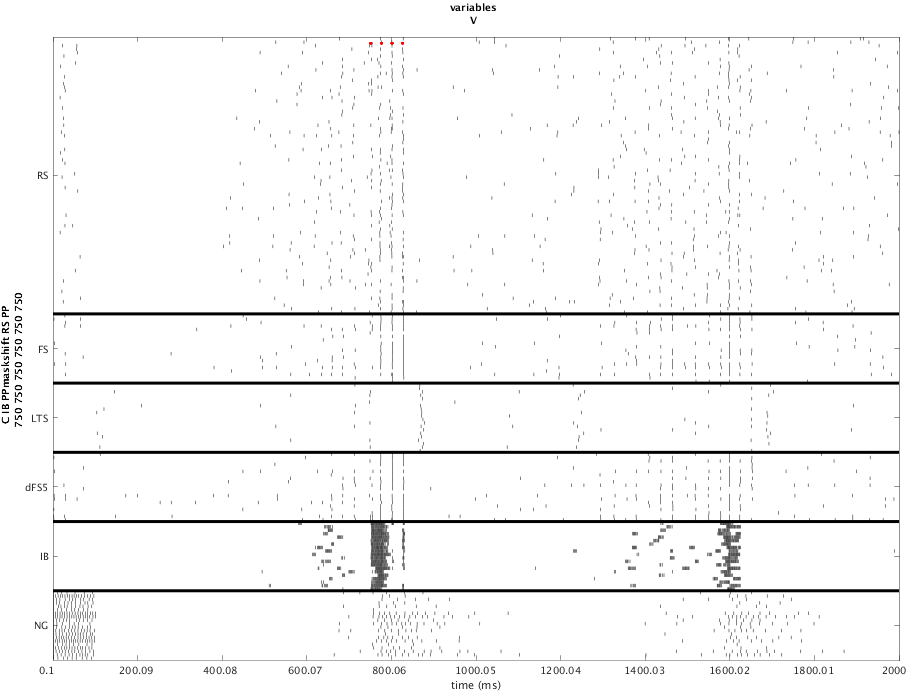 variables
V
C IB PPmaskshift RS PP
750 750 750 750 750 750
RS
FS
LTS
dFS5
IB
NG
0.1 200.09 400.08 600.07 800.06 1000.05 1200.04 1400.03 1600.02 1800.01 2000
time (ms)